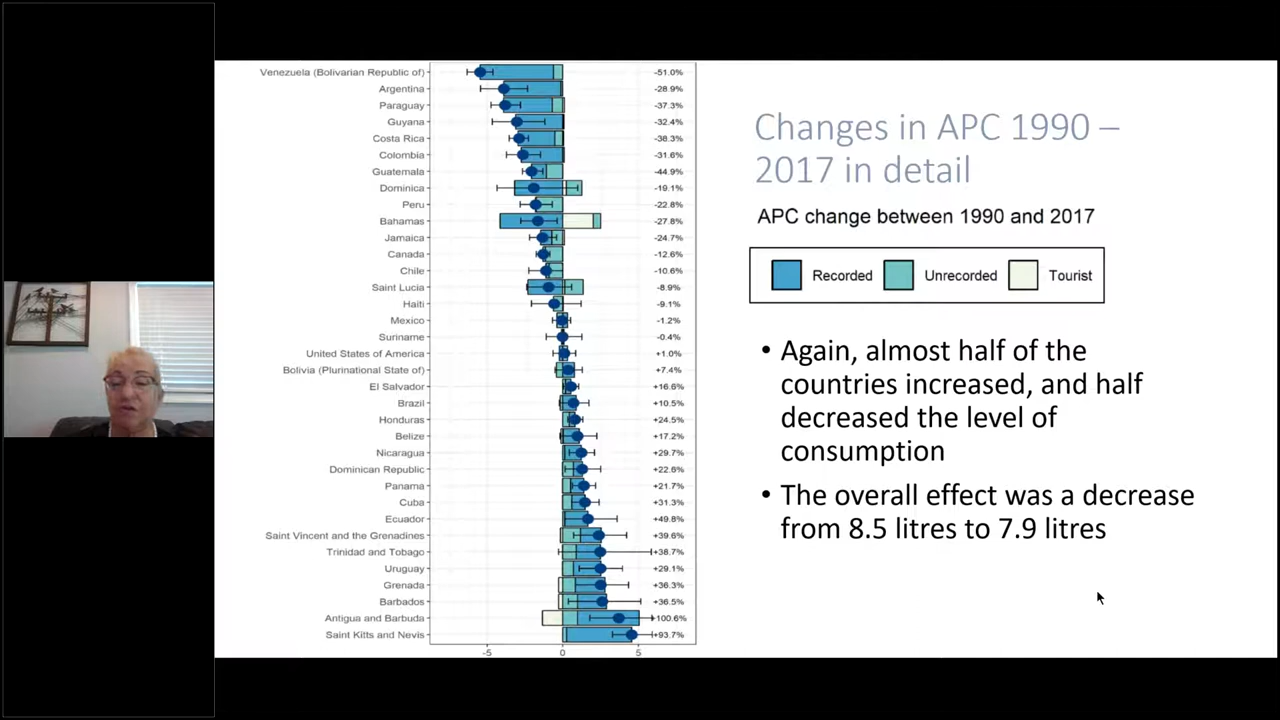 Venezuela (Bolivarian Republic of) -51.0%
Argentina -28.9%
Paraguay -37.3%
Guyana -32.4%
Costa Rica -38.3%
Colombia -31.6%
Guatemala -44.9%
Dominica -19.1%
Peru -22.8%
Bahamas -27.8%
Jamaica -24.7%
Canada -12.6%
Chile -10.6%
Saint Lucia -8.9%
Haiti -9.1%
Mexico -1.2%
Suriname -0.4%
United States of America +1.0%
Bolivia (Plurinational State of) +7.4%
El Salvador +16.6%
Brazil +10.5%
Honduras +24.5%
Belize +17.2%
Nicaragua +29.7%
Dominican Republic +22.6%
Panama +21.7%
Cuba +31.3%
Ecuador +49.8%
Saint Vincent and the Grenadines +39.6%
Trinidad and Tobago +38.7%
Uruguay +29.1%
Grenada +36.3%
Barbados +36.5%
Antigua and Barbuda +100.6%
Saint Kitts and Nevis +93.7%
-5 0 5
Changes in APC 1990 –
2017 in detail
APC change between 1990 and 2017
Recorded Unrecorded Tourist
• Again, almost half of the
countries increased, and half
decreased the level of
consumption
• The overall effect was a decrease
from 8.5 litres to 7.9 litres